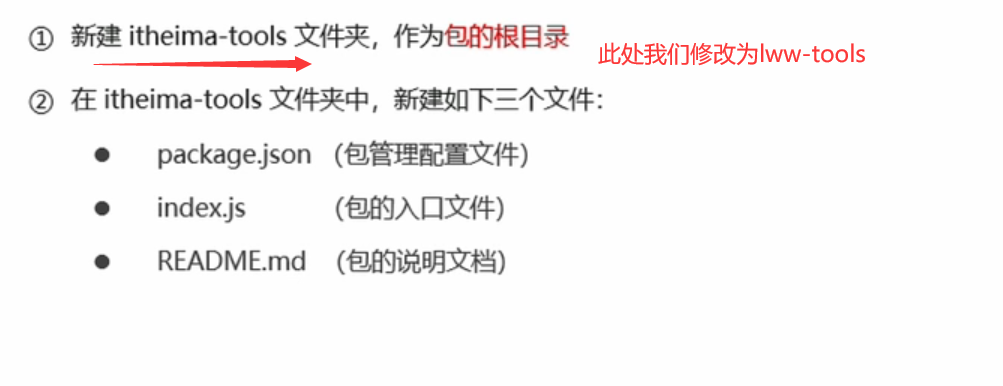 ① 新建 itheima-tools 文件夹，作为包的根目录
此处我们修改为lww-tools
② 在 itheima-tools 文件夹中，新建如下三个文件：
● package.json （包管理配置文件）
● index.js （包的入口文件）
● README.md （包的说明文档）